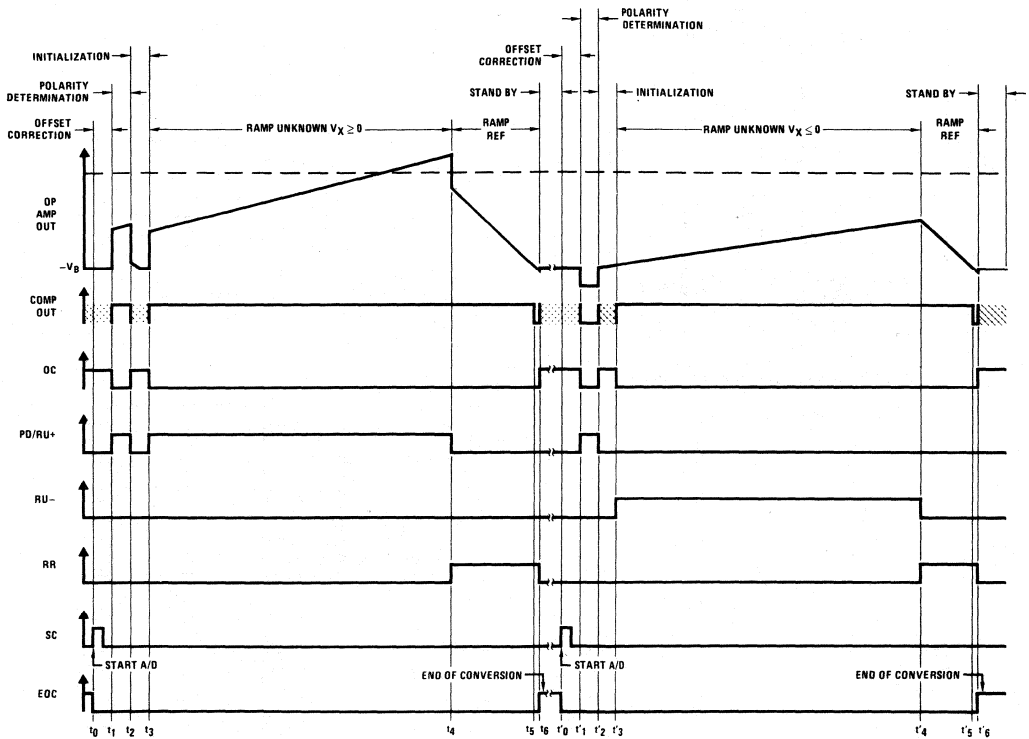 POLARITY
DETERMINATION
INITIALIZATION
OFFSET
CORRECTION
POLARITY
DETERMINATION
STAND BY
INITIALIZATION
STAND BY
OFFSET
CORRECTION
RAMP UNKNOWN VX ≥ 0
RAMP
REF
RAMP UNKNOWN VX ≤ 0
RAMP
REF
OP
AMP
OUT
–VB
COMP
OUT
OC
PD/RU+
RU–
RR
SC
START A/D
START A/D
END OF CONVERSION
END OF CONVERSION
EOC
t0 t1 t2 t3 t4 t5 t6 t'0 t'1 t'2 t'3 t'4 t'5 t'6